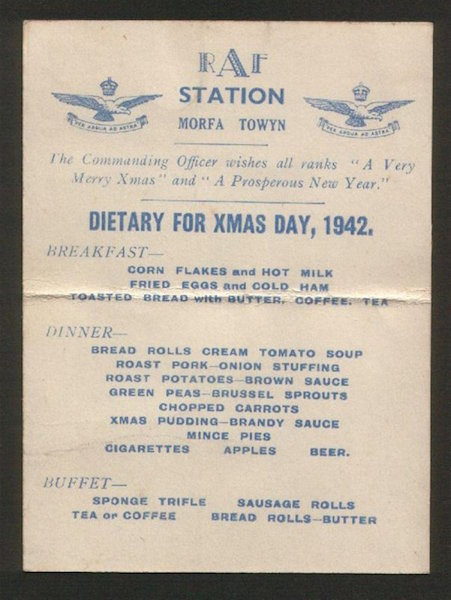 RAF
STATION
MORFA TOWYN
PER ARDUA AD ASTRA
PER ARDUA AD ASTRA
The Commanding Officer wishes all ranks "A Very
Merry Xmas" and "A Prosperous New Year."
DIETARY FOR XMAS DAY, 1942.
BREAKFAST—
CORN FLAKES and HOT MILK
FRIED EGGS and COLD HAM
TOASTED BREAD with BUTTER, COFFEE, TEA
DINNER—
BREAD ROLLS CREAM TOMATO SOUP
ROAST PORK—ONION STUFFING
ROAST POTATOES—BROWN SAUCE
GREEN PEAS—BRUSSEL SPROUTS
CHOPPED CARROTS
XMAS PUDDING—BRANDY SAUCE
MINCE PIES
CIGARETTES APPLES BEER.
BUFFET—
SPONGE TRIFLE SAUSAGE ROLLS
TEA or COFFEE BREAD ROLLS—BUTTER